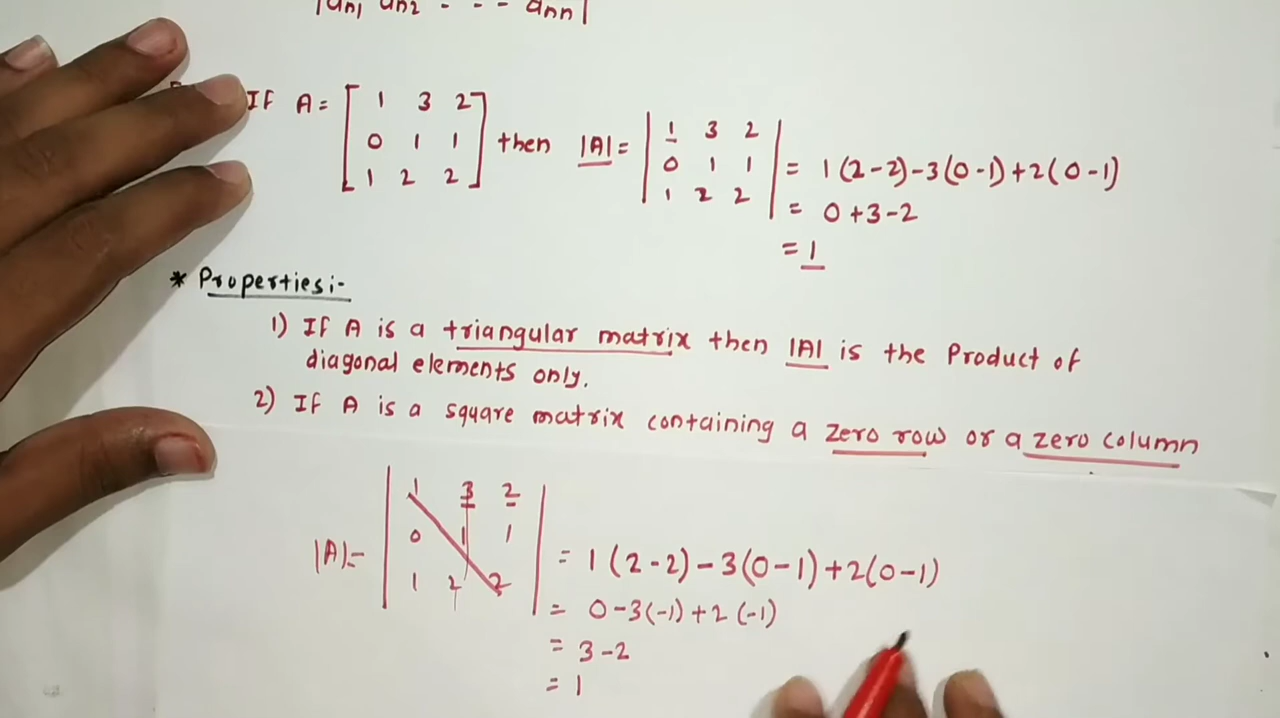 an1 an2 - - - ann
IF A = [ 1 3 2 then |A| = | 1 3 2 | = 1(2-2)-3(0-1)+2(0-1)
0 1 1 0 1 1 = 0+3-2
1 2 2 ] 1 2 2 = 1
* Properties:-
1) IF A is a triangular matrix then |A| is the Product of
diagonal elements only.
2) IF A is a square matrix containing a zero row or a zero column
|A|= | 1 3 2 |
0 1 1 = 1(2-2)-3(0-1)+2(0-1)
1 2 2 = 0-3(-1)+2(-1)
= 3-2
= 1